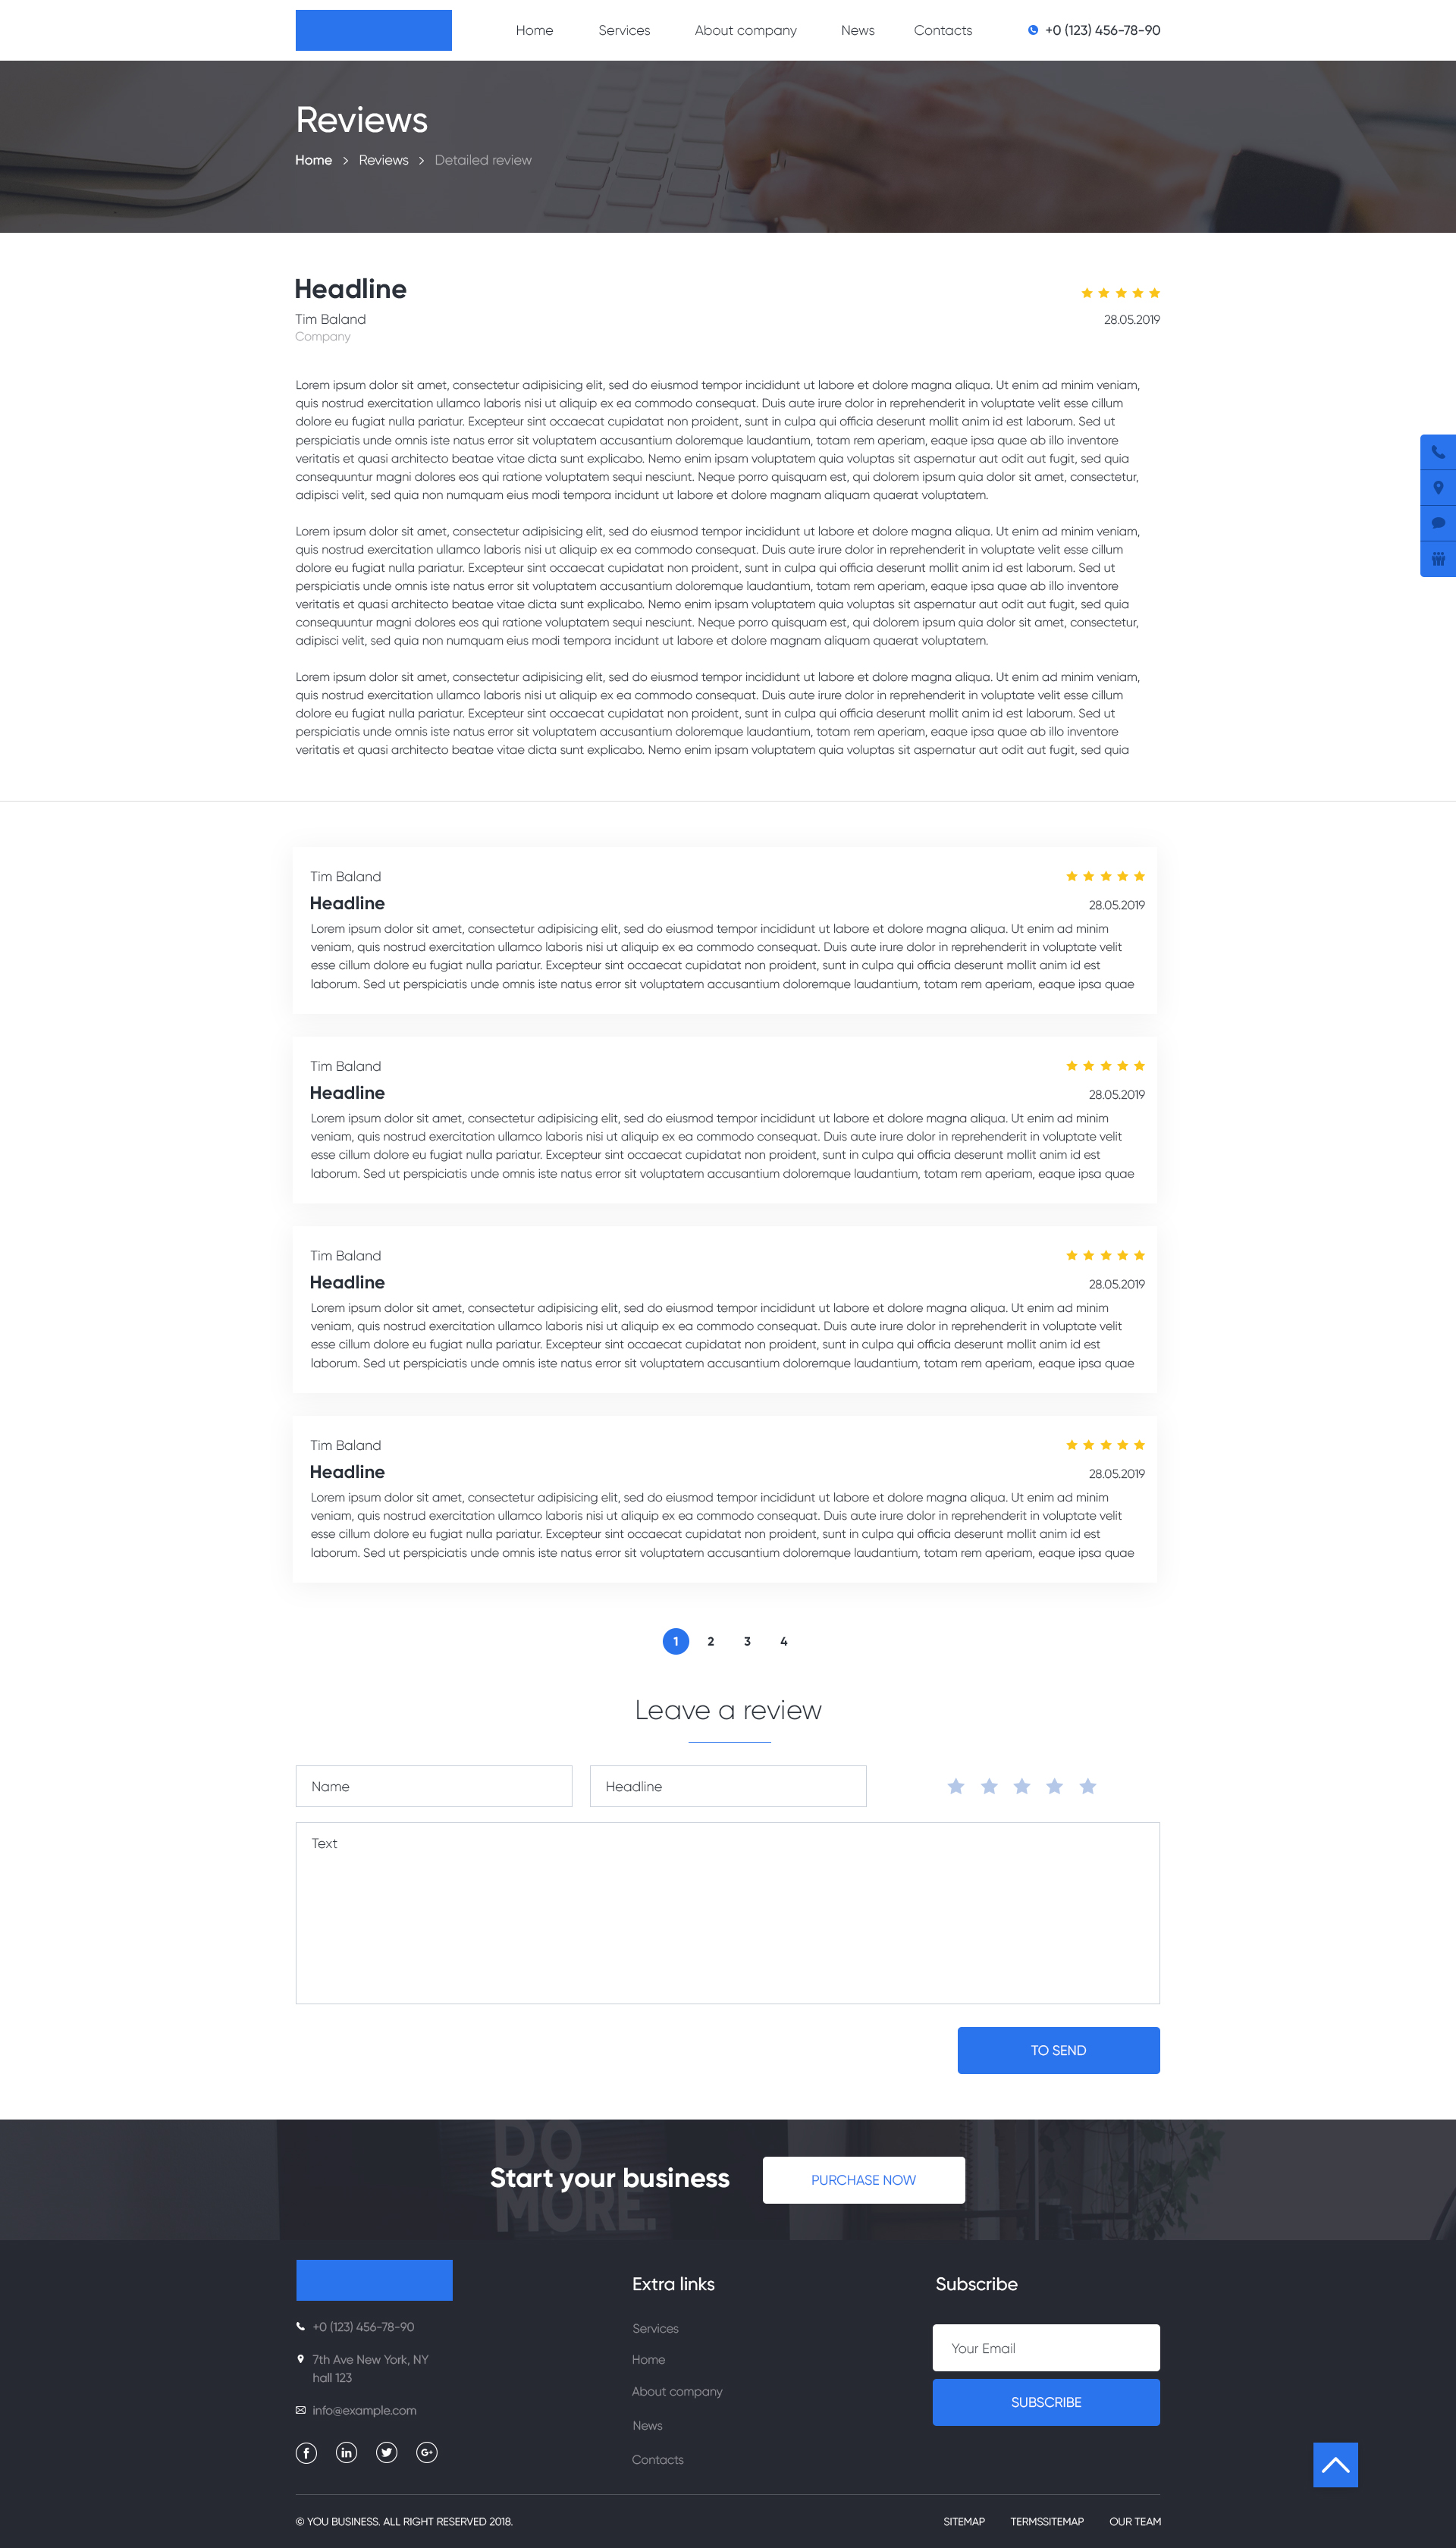 Home Services About company News Contacts +0 (123) 456-78-90
Reviews
Home > Reviews > Detailed review
Headline
Tim Baland 28.05.2019
Company
Lorem ipsum dolor sit amet, consectetur adipisicing elit, sed do eiusmod tempor incididunt ut labore et dolore magna aliqua. Ut enim ad minim veniam,
quis nostrud exercitation ullamco laboris nisi ut aliquip ex ea commodo consequat. Duis aute irure dolor in reprehenderit in voluptate velit esse cillum
dolore eu fugiat nulla pariatur. Excepteur sint occaecat cupidatat non proident, sunt in culpa qui officia deserunt mollit anim id est laborum. Sed ut
perspiciatis unde omnis iste natus error sit voluptatem accusantium doloremque laudantium, totam rem aperiam, eaque ipsa quae ab illo inventore
veritatis et quasi architecto beatae vitae dicta sunt explicabo. Nemo enim ipsam voluptatem quia voluptas sit aspernatur aut odit aut fugit, sed quia
consequuntur magni dolores eos qui ratione voluptatem sequi nesciunt. Neque porro quisquam est, qui dolorem ipsum quia dolor sit amet, consectetur,
adipisci velit, sed quia non numquam eius modi tempora incidunt ut labore et dolore magnam aliquam quaerat voluptatem.
Lorem ipsum dolor sit amet, consectetur adipisicing elit, sed do eiusmod tempor incididunt ut labore et dolore magna aliqua. Ut enim ad minim veniam,
quis nostrud exercitation ullamco laboris nisi ut aliquip ex ea commodo consequat. Duis aute irure dolor in reprehenderit in voluptate velit esse cillum
dolore eu fugiat nulla pariatur. Excepteur sint occaecat cupidatat non proident, sunt in culpa qui officia deserunt mollit anim id est laborum. Sed ut
perspiciatis unde omnis iste natus error sit voluptatem accusantium doloremque laudantium, totam rem aperiam, eaque ipsa quae ab illo inventore
veritatis et quasi architecto beatae vitae dicta sunt explicabo. Nemo enim ipsam voluptatem quia voluptas sit aspernatur aut odit aut fugit, sed quia
consequuntur magni dolores eos qui ratione voluptatem sequi nesciunt. Neque porro quisquam est, qui dolorem ipsum quia dolor sit amet, consectetur,
adipisci velit, sed quia non numquam eius modi tempora incidunt ut labore et dolore magnam aliquam quaerat voluptatem.
Lorem ipsum dolor sit amet, consectetur adipisicing elit, sed do eiusmod tempor incididunt ut labore et dolore magna aliqua. Ut enim ad minim veniam,
quis nostrud exercitation ullamco laboris nisi ut aliquip ex ea commodo consequat. Duis aute irure dolor in reprehenderit in voluptate velit esse cillum
dolore eu fugiat nulla pariatur. Excepteur sint occaecat cupidatat non proident, sunt in culpa qui officia deserunt mollit anim id est laborum. Sed ut
perspiciatis unde omnis iste natus error sit voluptatem accusantium doloremque laudantium, totam rem aperiam, eaque ipsa quae ab illo inventore
veritatis et quasi architecto beatae vitae dicta sunt explicabo. Nemo enim ipsam voluptatem quia voluptas sit aspernatur aut odit aut fugit, sed quia
Tim Baland
Headline 28.05.2019
Lorem ipsum dolor sit amet, consectetur adipisicing elit, sed do eiusmod tempor incididunt ut labore et dolore magna aliqua. Ut enim ad minim
veniam, quis nostrud exercitation ullamco laboris nisi ut aliquip ex ea commodo consequat. Duis aute irure dolor in reprehenderit in voluptate velit
esse cillum dolore eu fugiat nulla pariatur. Excepteur sint occaecat cupidatat non proident, sunt in culpa qui officia deserunt mollit anim id est
laborum. Sed ut perspiciatis unde omnis iste natus error sit voluptatem accusantium doloremque laudantium, totam rem aperiam, eaque ipsa quae
Tim Baland
Headline 28.05.2019
Lorem ipsum dolor sit amet, consectetur adipisicing elit, sed do eiusmod tempor incididunt ut labore et dolore magna aliqua. Ut enim ad minim
veniam, quis nostrud exercitation ullamco laboris nisi ut aliquip ex ea commodo consequat. Duis aute irure dolor in reprehenderit in voluptate velit
esse cillum dolore eu fugiat nulla pariatur. Excepteur sint occaecat cupidatat non proident, sunt in culpa qui officia deserunt mollit anim id est
laborum. Sed ut perspiciatis unde omnis iste natus error sit voluptatem accusantium doloremque laudantium, totam rem aperiam, eaque ipsa quae
Tim Baland
Headline 28.05.2019
Lorem ipsum dolor sit amet, consectetur adipisicing elit, sed do eiusmod tempor incididunt ut labore et dolore magna aliqua. Ut enim ad minim
veniam, quis nostrud exercitation ullamco laboris nisi ut aliquip ex ea commodo consequat. Duis aute irure dolor in reprehenderit in voluptate velit
esse cillum dolore eu fugiat nulla pariatur. Excepteur sint occaecat cupidatat non proident, sunt in culpa qui officia deserunt mollit anim id est
laborum. Sed ut perspiciatis unde omnis iste natus error sit voluptatem accusantium doloremque laudantium, totam rem aperiam, eaque ipsa quae
Tim Baland
Headline 28.05.2019
Lorem ipsum dolor sit amet, consectetur adipisicing elit, sed do eiusmod tempor incididunt ut labore et dolore magna aliqua. Ut enim ad minim
veniam, quis nostrud exercitation ullamco laboris nisi ut aliquip ex ea commodo consequat. Duis aute irure dolor in reprehenderit in voluptate velit
esse cillum dolore eu fugiat nulla pariatur. Excepteur sint occaecat cupidatat non proident, sunt in culpa qui officia deserunt mollit anim id est
laborum. Sed ut perspiciatis unde omnis iste natus error sit voluptatem accusantium doloremque laudantium, totam rem aperiam, eaque ipsa quae
1 2 3 4
Leave a review
Name Headline
Text
TO SEND
DO
MORE.
Start your business PURCHASE NOW
+0 (123) 456-78-90
7th Ave New York, NY
hall 123
info@example.com
f in G+
Extra links
Services
Home
About company
News
Contacts
Subscribe
Your Email
SUBSCRIBE
© YOU BUSINESS. ALL RIGHT RESERVED 2018. SITEMAP TERMSSITEMAP OUR TEAM